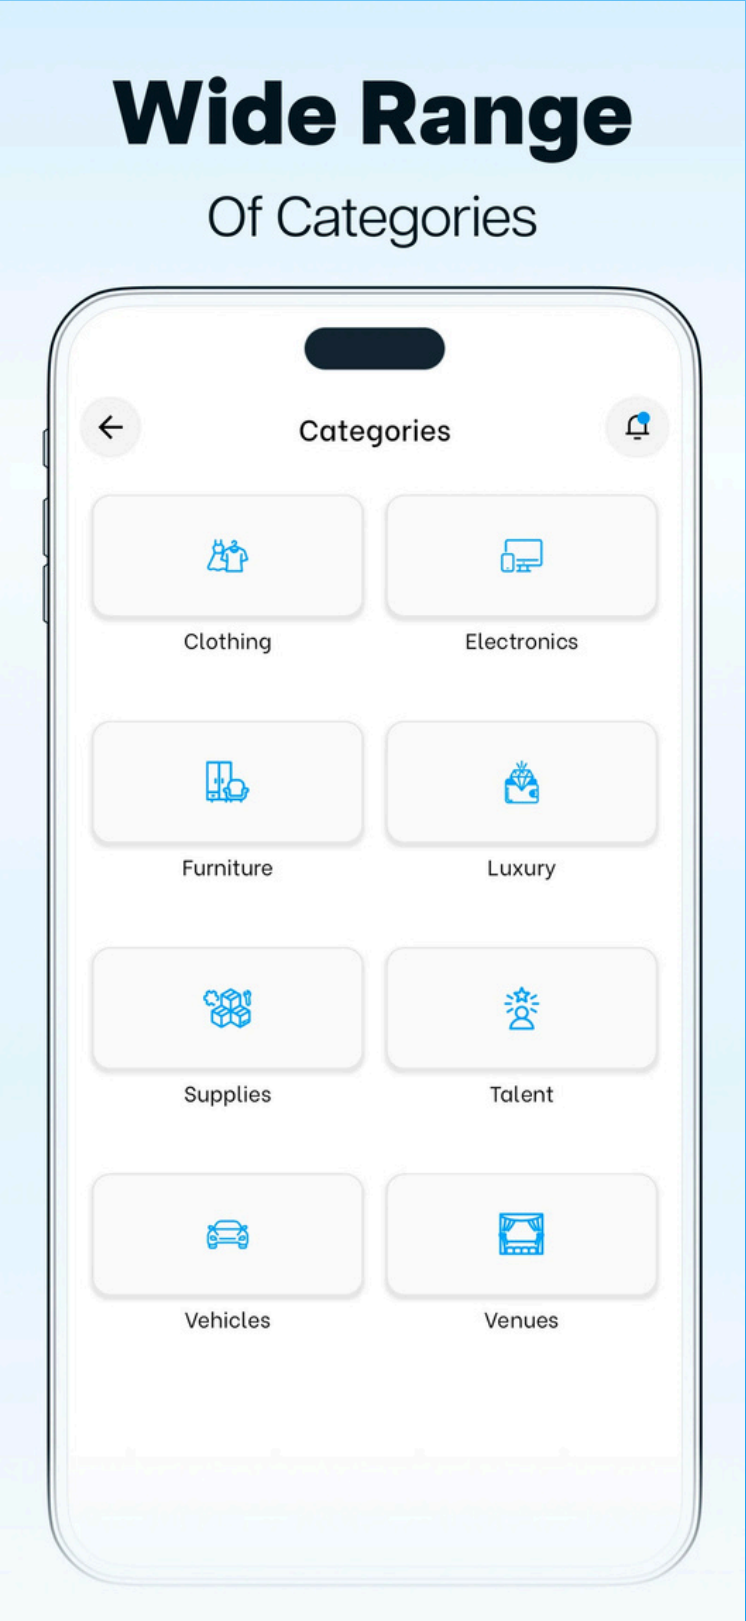 Wide Range
Of Categories
Categories
Clothing
Electronics
Furniture
Luxury
Supplies
Talent
Vehicles
Venues